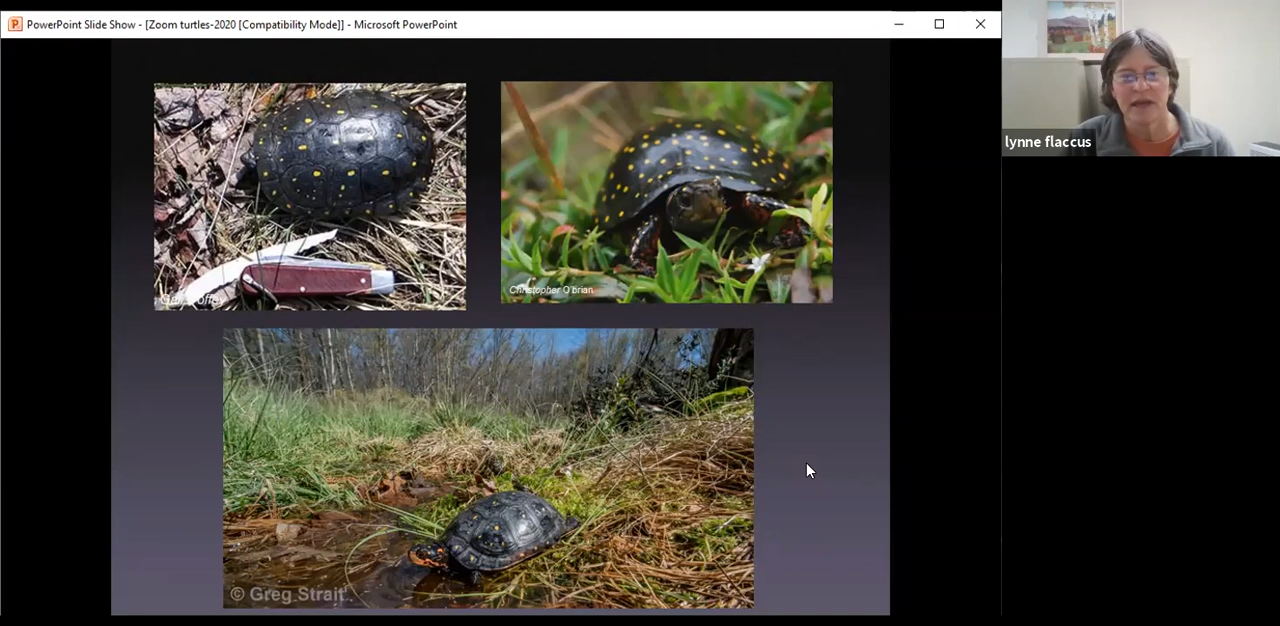 PowerPoint Slide Show - [Zoom turtles-2020 [Compatibility Mode]] - Microsoft PowerPoint
lynne flaccus
Christopher O'brian
© Greg Strait